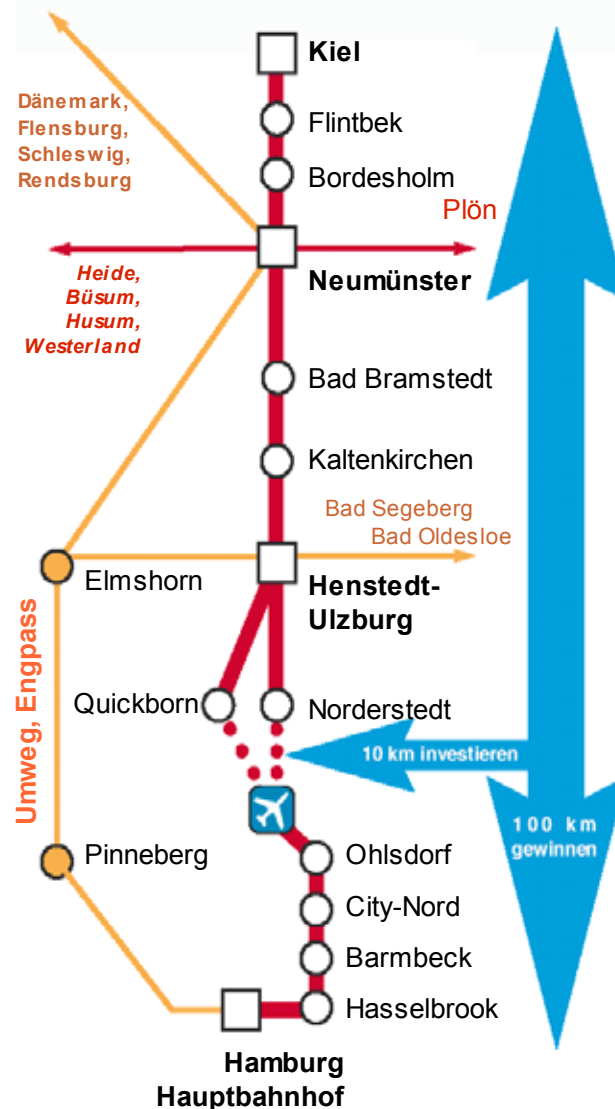 Kiel
Dänemark,
Flensburg,
Schleswig,
Rendsburg
Flintbek
Bordesholm
Plön
Neumünster
Heide,
Büsum,
Husum,
Westerland
Bad Bramstedt
Kaltenkirchen
Bad Segeberg
Bad Oldesloe
Elmshorn
Henstedt-
Ulzburg
Umweg, Engpass
Quickborn
Norderstedt
10 km investieren
100 km
gewinnen
Pinneberg
Ohlsdorf
City-Nord
Barmbeck
Hasselbrook
Hamburg
Hauptbahnhof